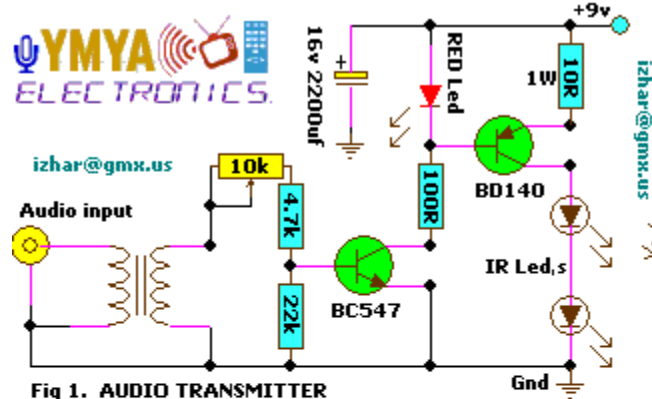 YMYA
ELECTRONICS.
izhar@gmx.us
Audio input
10k
4.7k
22k
BC547
16v 2200uf
+
RED Led
100R
+9v
1W
10R
BD140
IR Led,s
Gnd
izhar@gmx.us
Fig 1. AUDIO TRANSMITTER